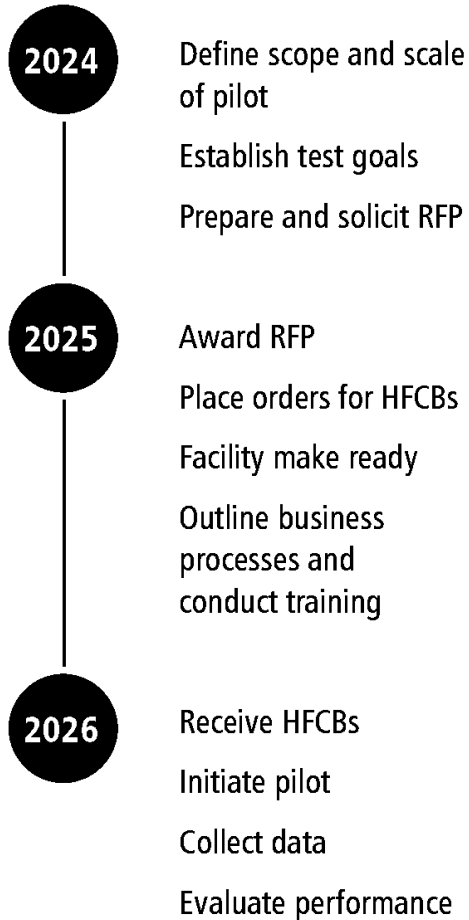 2024
Define scope and scale
of pilot
Establish test goals
Prepare and solicit RFP
2025
Award RFP
Place orders for HFCBs
Facility make ready
Outline business
processes and
conduct training
2026
Receive HFCBs
Initiate pilot
Collect data
Evaluate performance